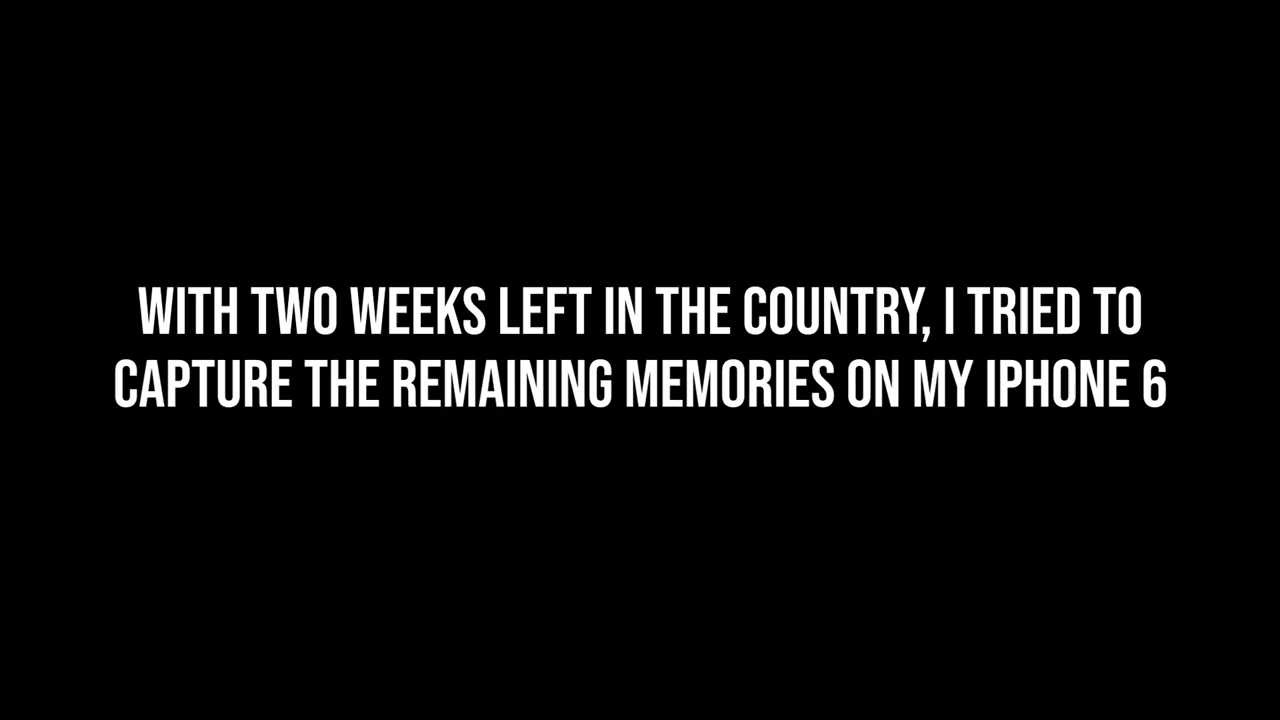 WITH TWO WEEKS LEFT IN THE COUNTRY, I TRIED TO
CAPTURE THE REMAINING MEMORIES ON MY IPHONE 6